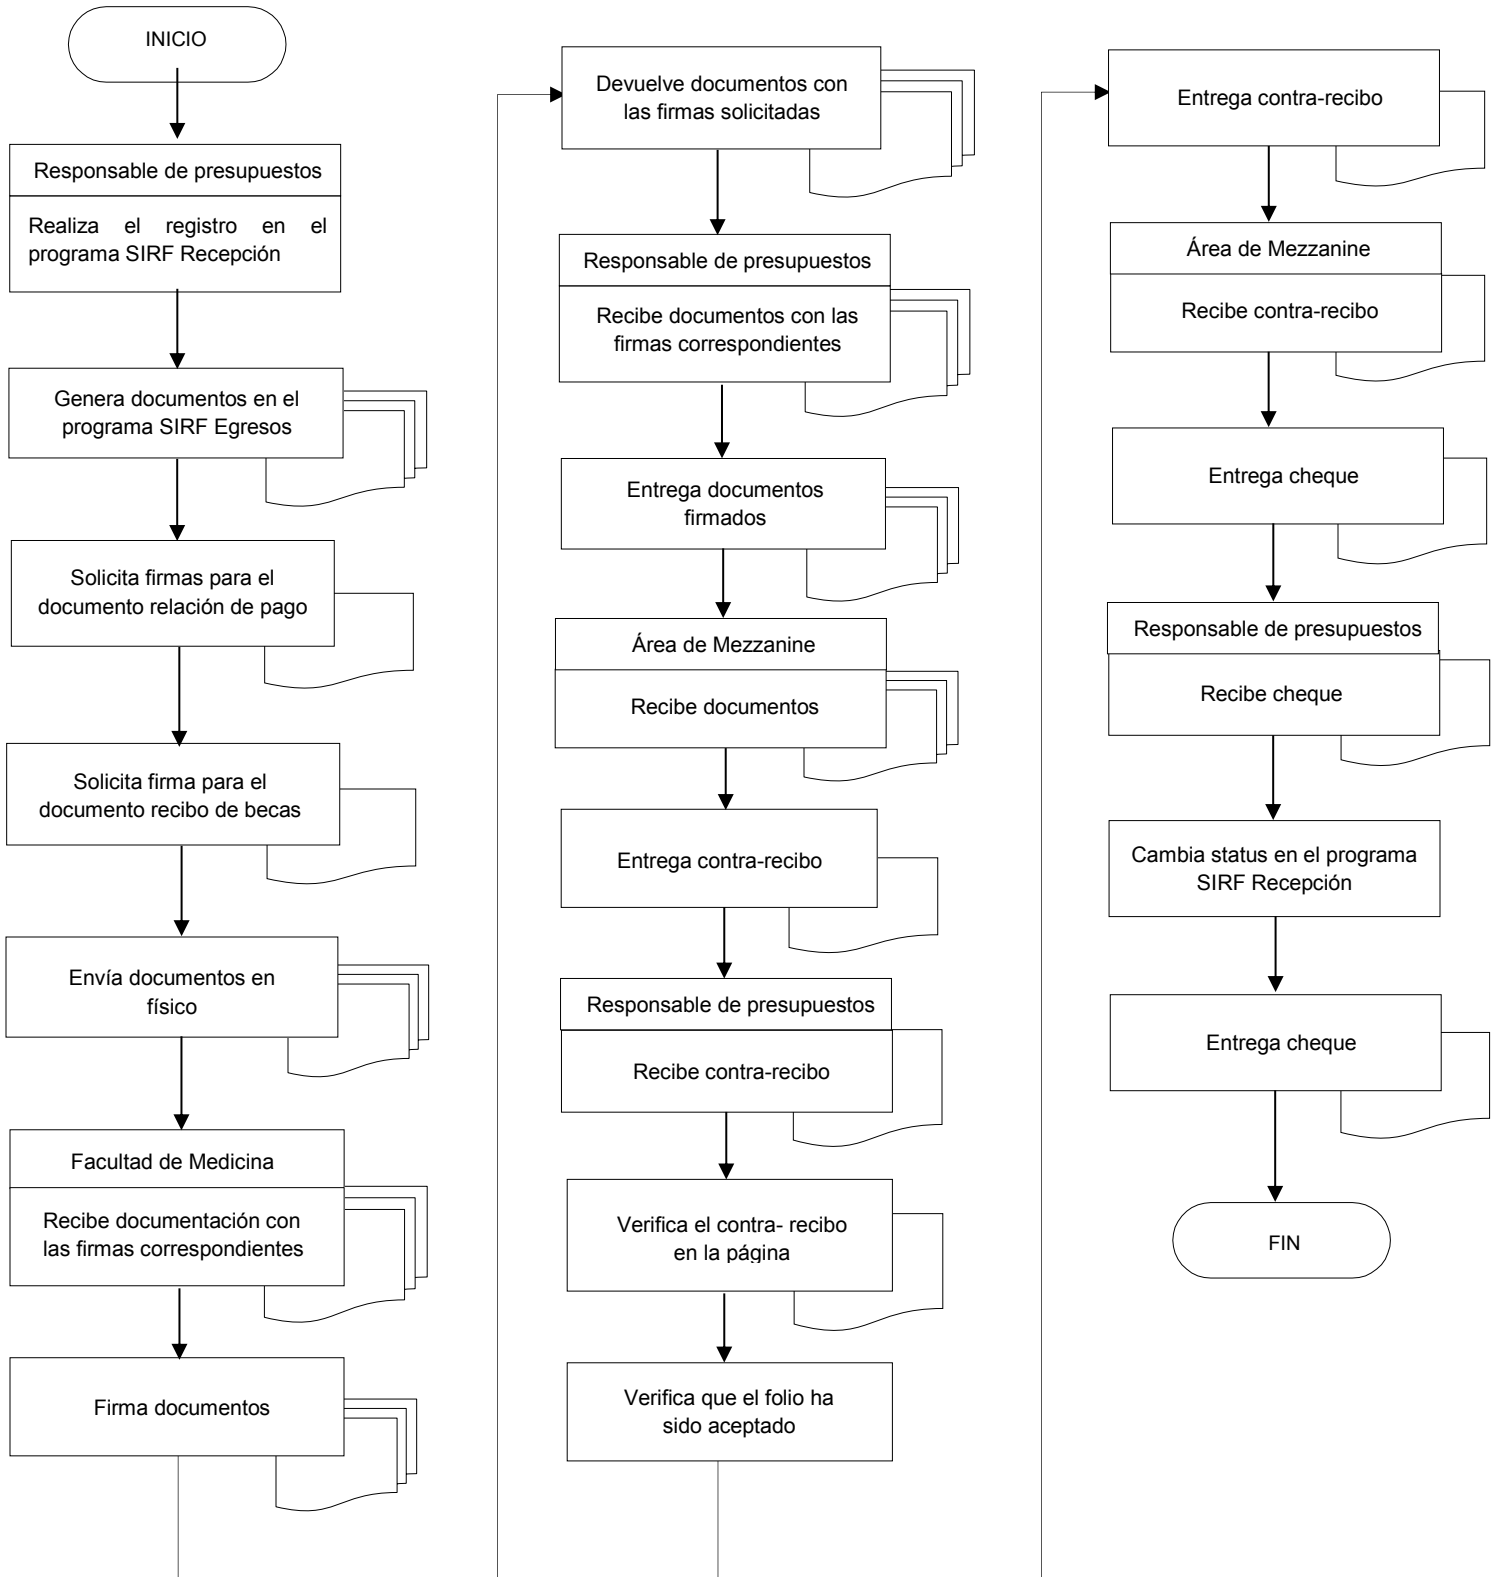 INICIO
Responsable de presupuestos
Realiza el registro en el
programa SIRF Recepción
Genera documentos en el
programa SIRF Egresos
Solicita firmas para el
documento relación de pago
Solicita firma para el
documento recibo de becas
Envía documentos en
físico
Facultad de Medicina
Recibe documentación con
las firmas correspondientes
Firma documentos
Devuelve documentos con
las firmas solicitadas
Responsable de presupuestos
Recibe documentos con las
firmas correspondientes
Entrega documentos
firmados
Área de Mezzanine
Recibe documentos
Entrega contra-recibo
Responsable de presupuestos
Recibe contra-recibo
Verifica el contra- recibo
en la página
Verifica que el folio ha
sido aceptado
Entrega contra-recibo
Área de Mezzanine
Recibe contra-recibo
Entrega cheque
Responsable de presupuestos
Recibe cheque
Cambia status en el programa
SIRF Recepción
Entrega cheque
FIN